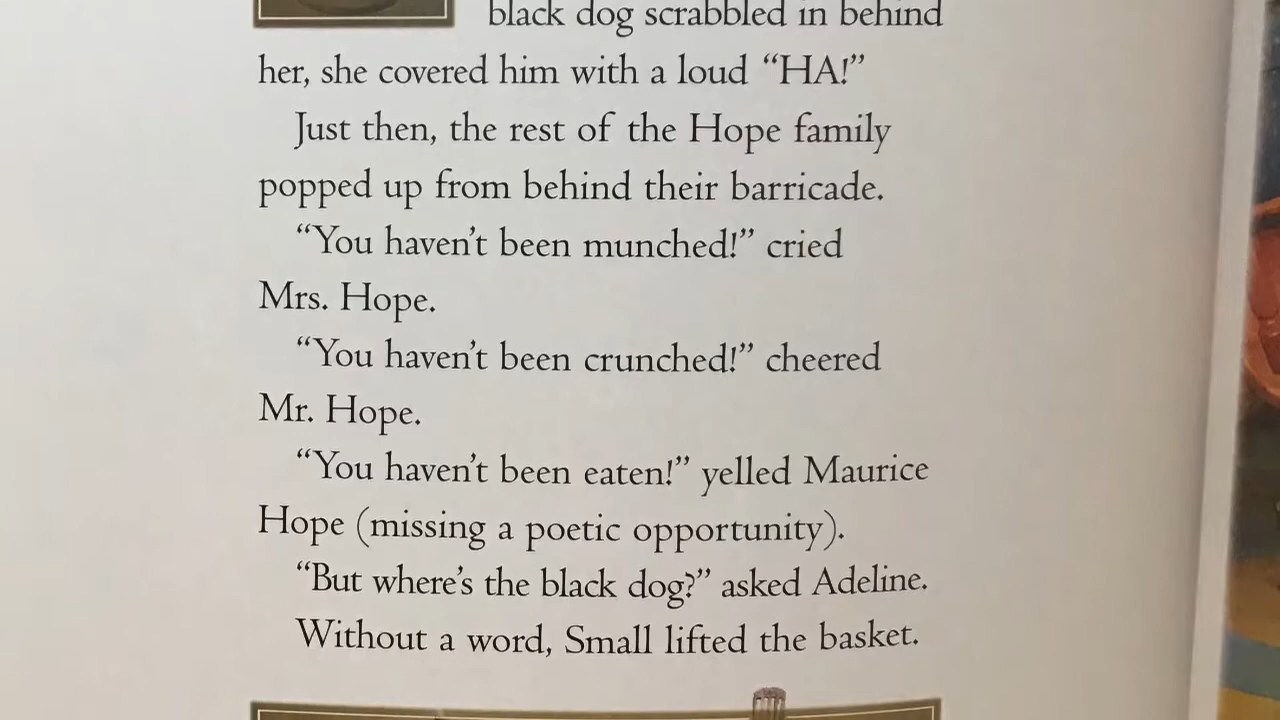 black dog scrabbled in behind
her, she covered him with a loud “HA!”
Just then, the rest of the Hope family
popped up from behind their barricade.
“You haven’t been munched!” cried
Mrs. Hope.
“You haven’t been crunched!” cheered
Mr. Hope.
“You haven’t been eaten!” yelled Maurice
Hope (missing a poetic opportunity).
“But where’s the black dog?” asked Adeline.
Without a word, Small lifted the basket.